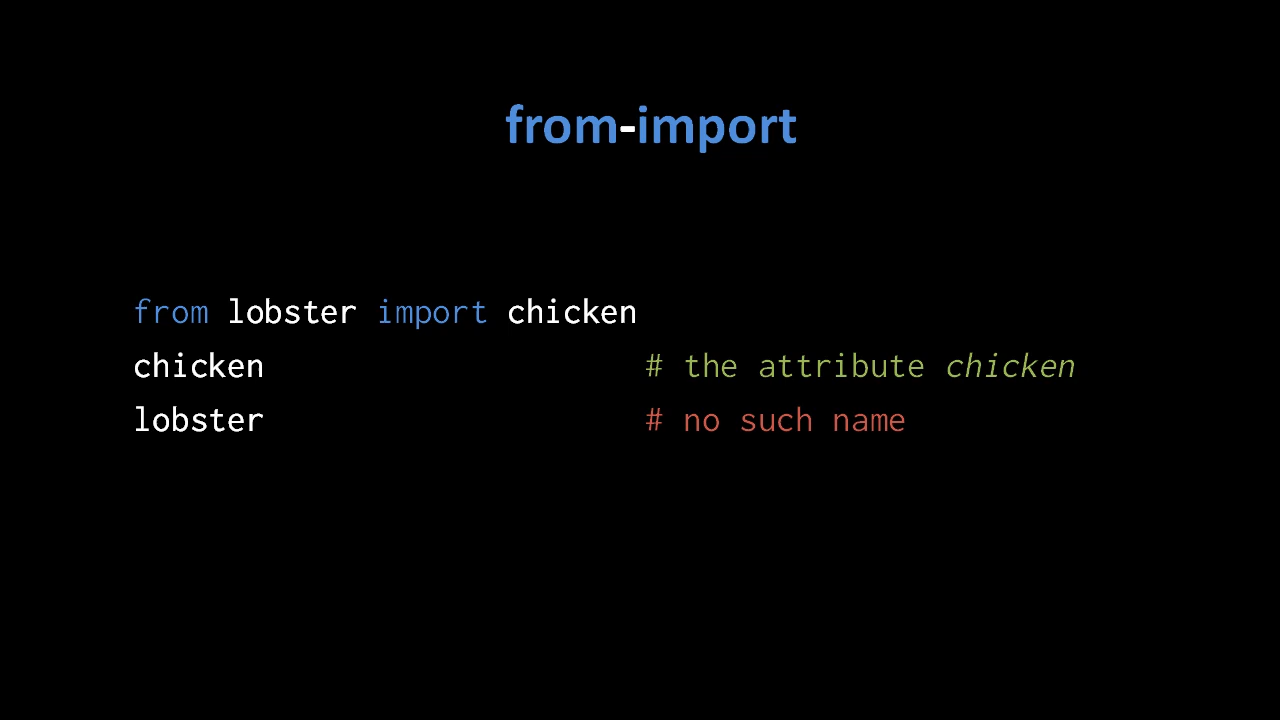 from-import
from lobster import chicken
chicken # the attribute chicken
lobster # no such name